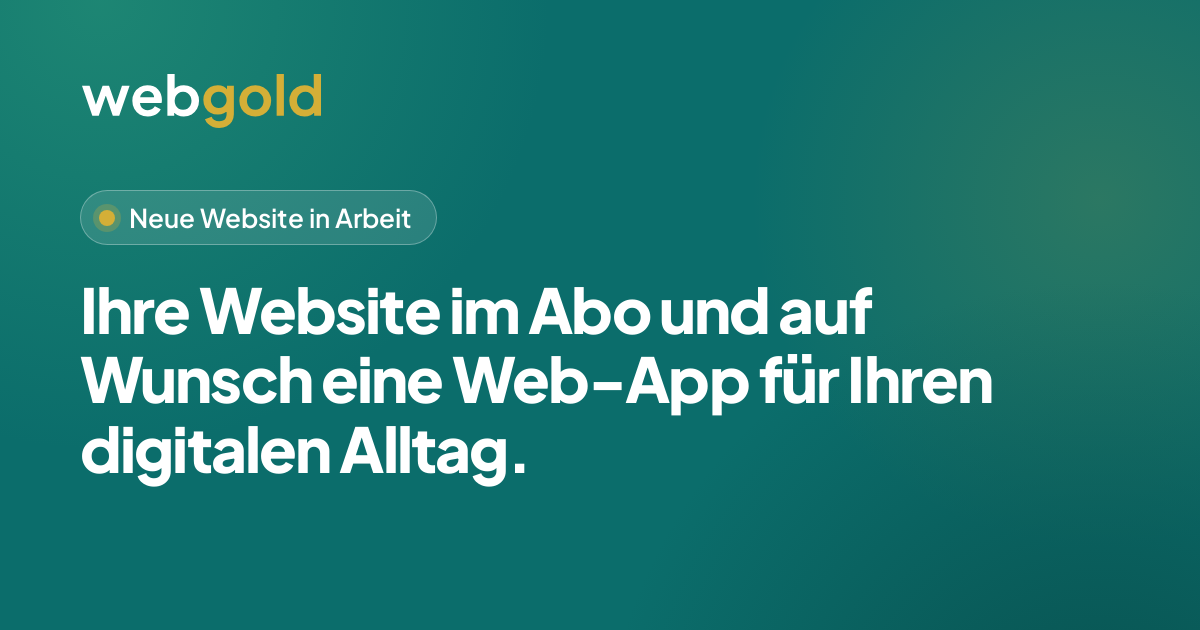 webgold
Neue Website in Arbeit
Ihre Website im Abo und auf
Wunsch eine Web-App für Ihren
digitalen Alltag.